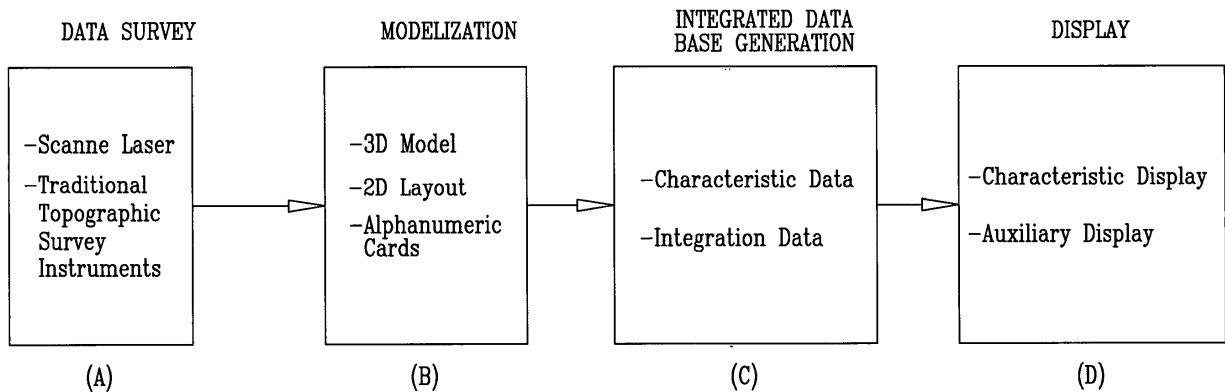 DATA SURVEY
-Scanne Laser
-Traditional
Topographic
Survey
Instruments
(A)
MODELIZATION
-3D Model
-2D Layout
-Alphanumeric
Cards
(B)
INTEGRATED DATA
BASE GENERATION
-Characteristic Data
-Integration Data
(C)
DISPLAY
-Characteristic Display
-Auxiliary Display
(D)